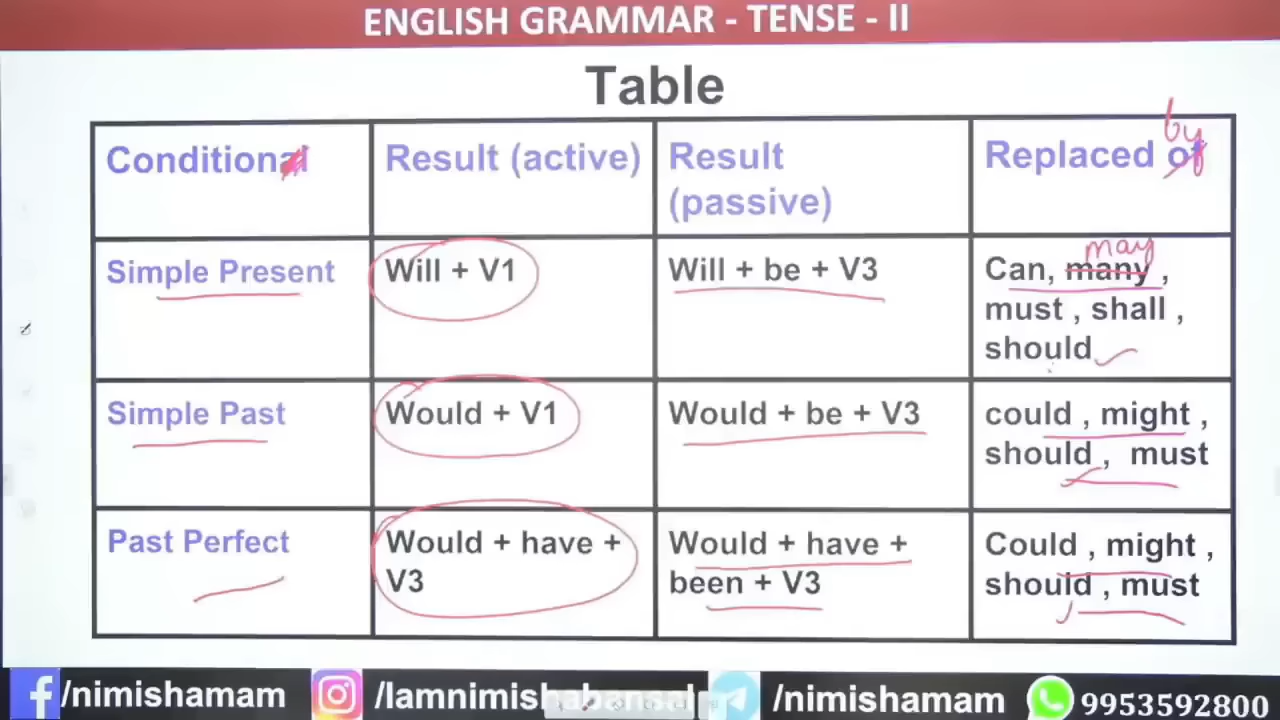 ENGLISH GRAMMAR - TENSE - II
Table
Conditional
Result (active)
Result
(passive)
Replaced of
by
Simple Present
Will + V1
Will + be + V3
Can, many ,
may
must , shall ,
should
Simple Past
Would + V1
Would + be + V3
could , might ,
should , must
Past Perfect
Would + have +
V3
Would + have +
been + V3
Could , might ,
should , must
/nimishamam
/Iamnimishabansal
/nimishamam
9953592800